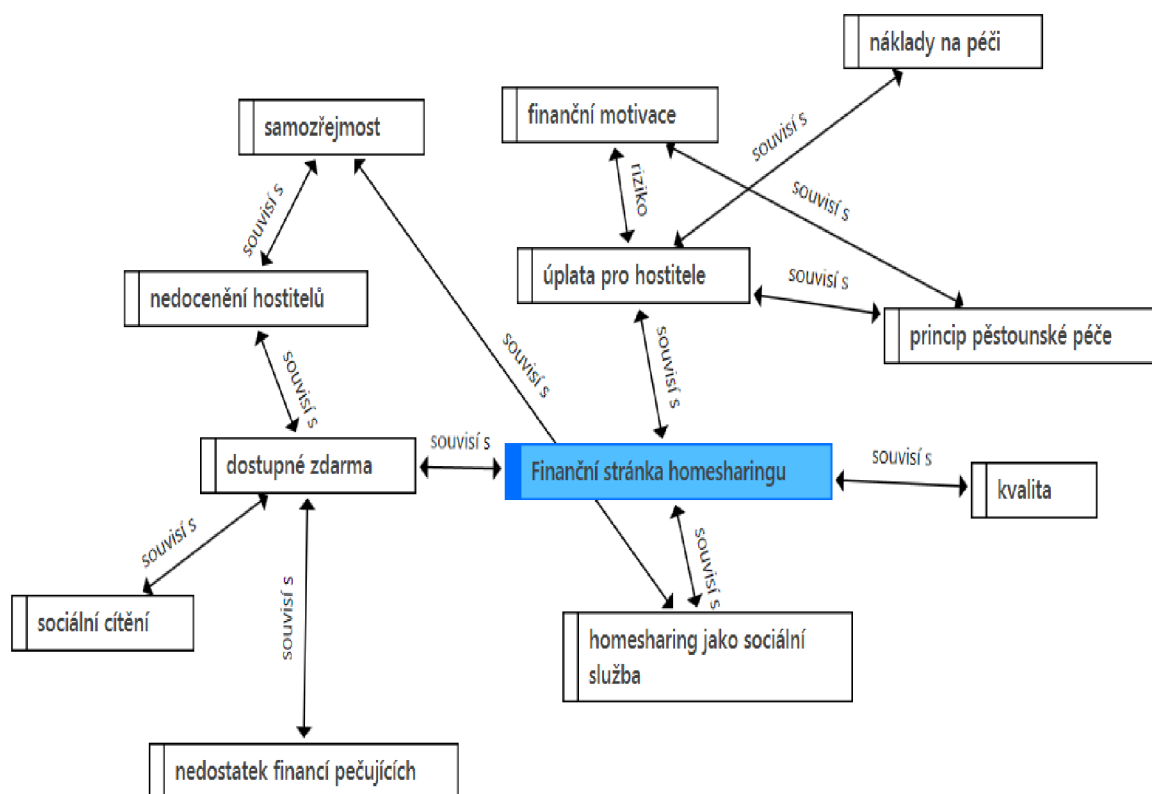 náklady na péči
finanční motivace
samozřejmost
souvisí s
riziko
souvisí s
souvisí s
úplata pro hostitele
nedocenění hostitelů
souvisí s
princip pěstounské péče
souvisí s
souvisí s
souvisí s
souvisí s
dostupné zdarma
Finanční stránka homesharingu
souvisí s
kvalita
souvisí s
souvisí s
souvisí s
sociální cítění
homesharing jako sociální
služba
nedostatek financí pečujících